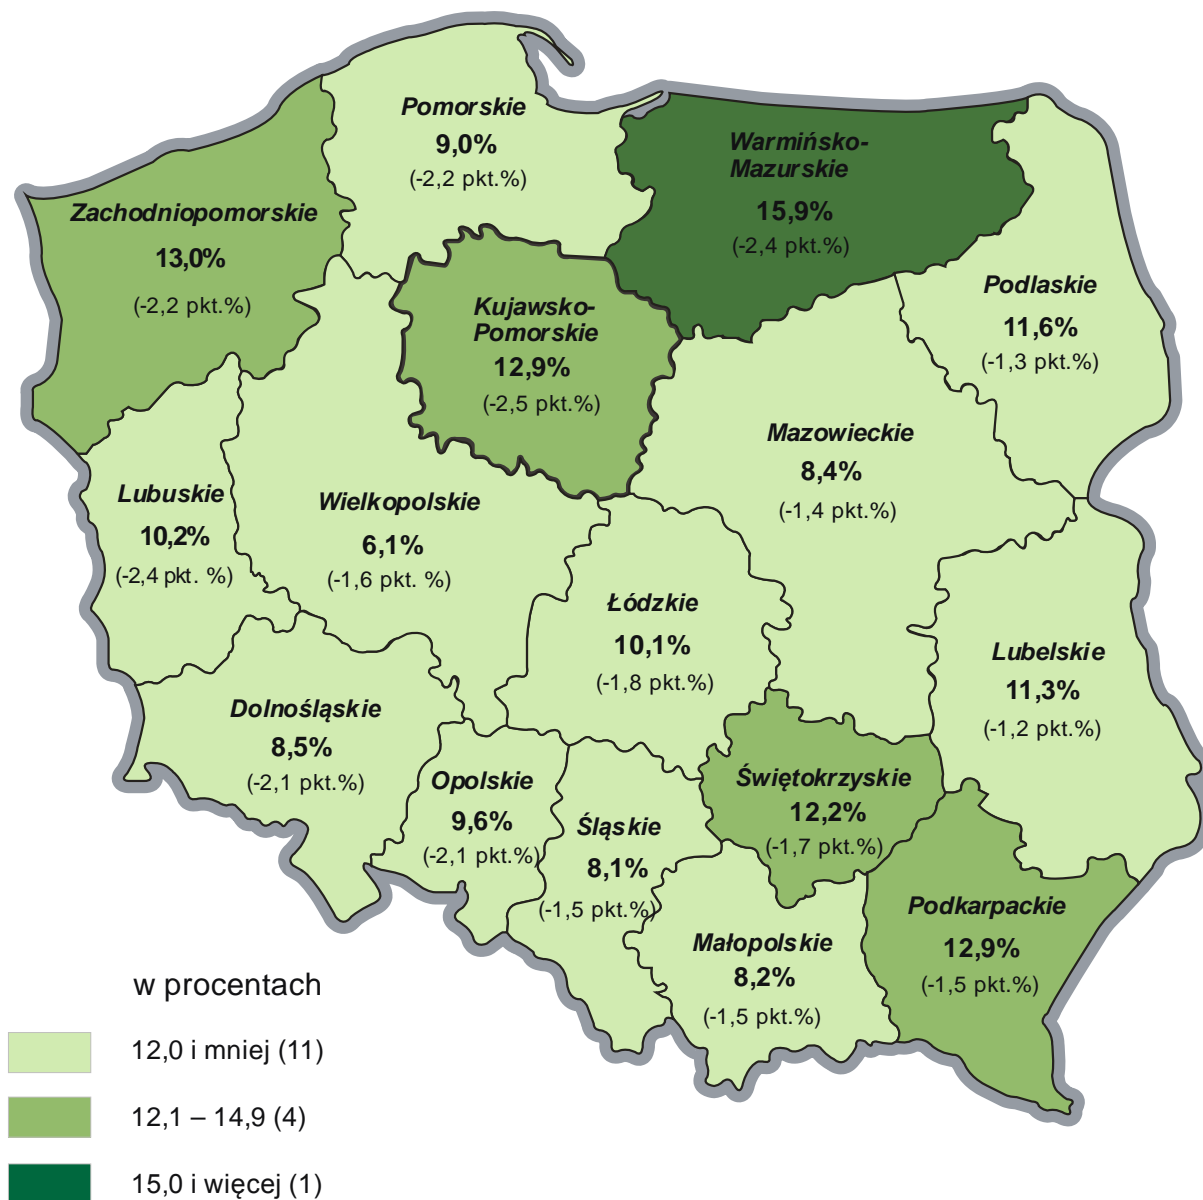 Pomorskie
9,0%
(-2,2 pkt.%)
Warmińsko-
Mazurskie
15,9%
(-2,4 pkt.%)
Zachodniopomorskie
13,0%
(-2,2 pkt.%)
Kujawsko-
Pomorskie
12,9%
(-2,5 pkt.%)
Podlaskie
11,6%
(-1,3 pkt.%)
Mazowieckie
8,4%
(-1,4 pkt.%)
Lubuskie
10,2%
(-2,4 pkt. %)
Wielkopolskie
6,1%
(-1,6 pkt. %)
Łódzkie
10,1%
(-1,8 pkt.%)
Lubelskie
11,3%
(-1,2 pkt.%)
Dolnośląskie
8,5%
(-2,1 pkt.%)
Opolskie
9,6%
(-2,1 pkt.%)
Śląskie
8,1%
(-1,5 pkt.%)
Świętokrzyskie
12,2%
(-1,7 pkt.%)
Małopolskie
8,2%
(-1,5 pkt.%)
Podkarpackie
12,9%
(-1,5 pkt.%)
w procentach
12,0 i mniej (11)
12,1 – 14,9 (4)
15,0 i więcej (1)